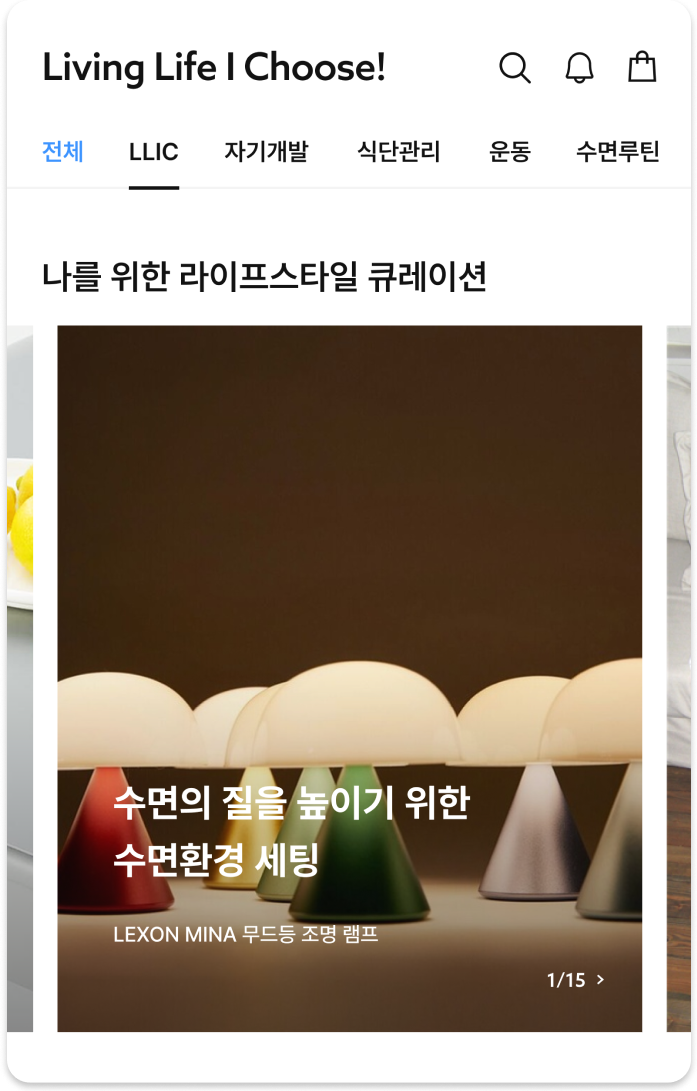 Living Life I Choose!
전체 LLIC 자기개발 식단관리 운동 수면루틴
나를 위한 라이프스타일 큐레이션
수면의 질을 높이기 위한
수면환경 세팅
LEXON MINA 무드등 조명 램프
1/15 >